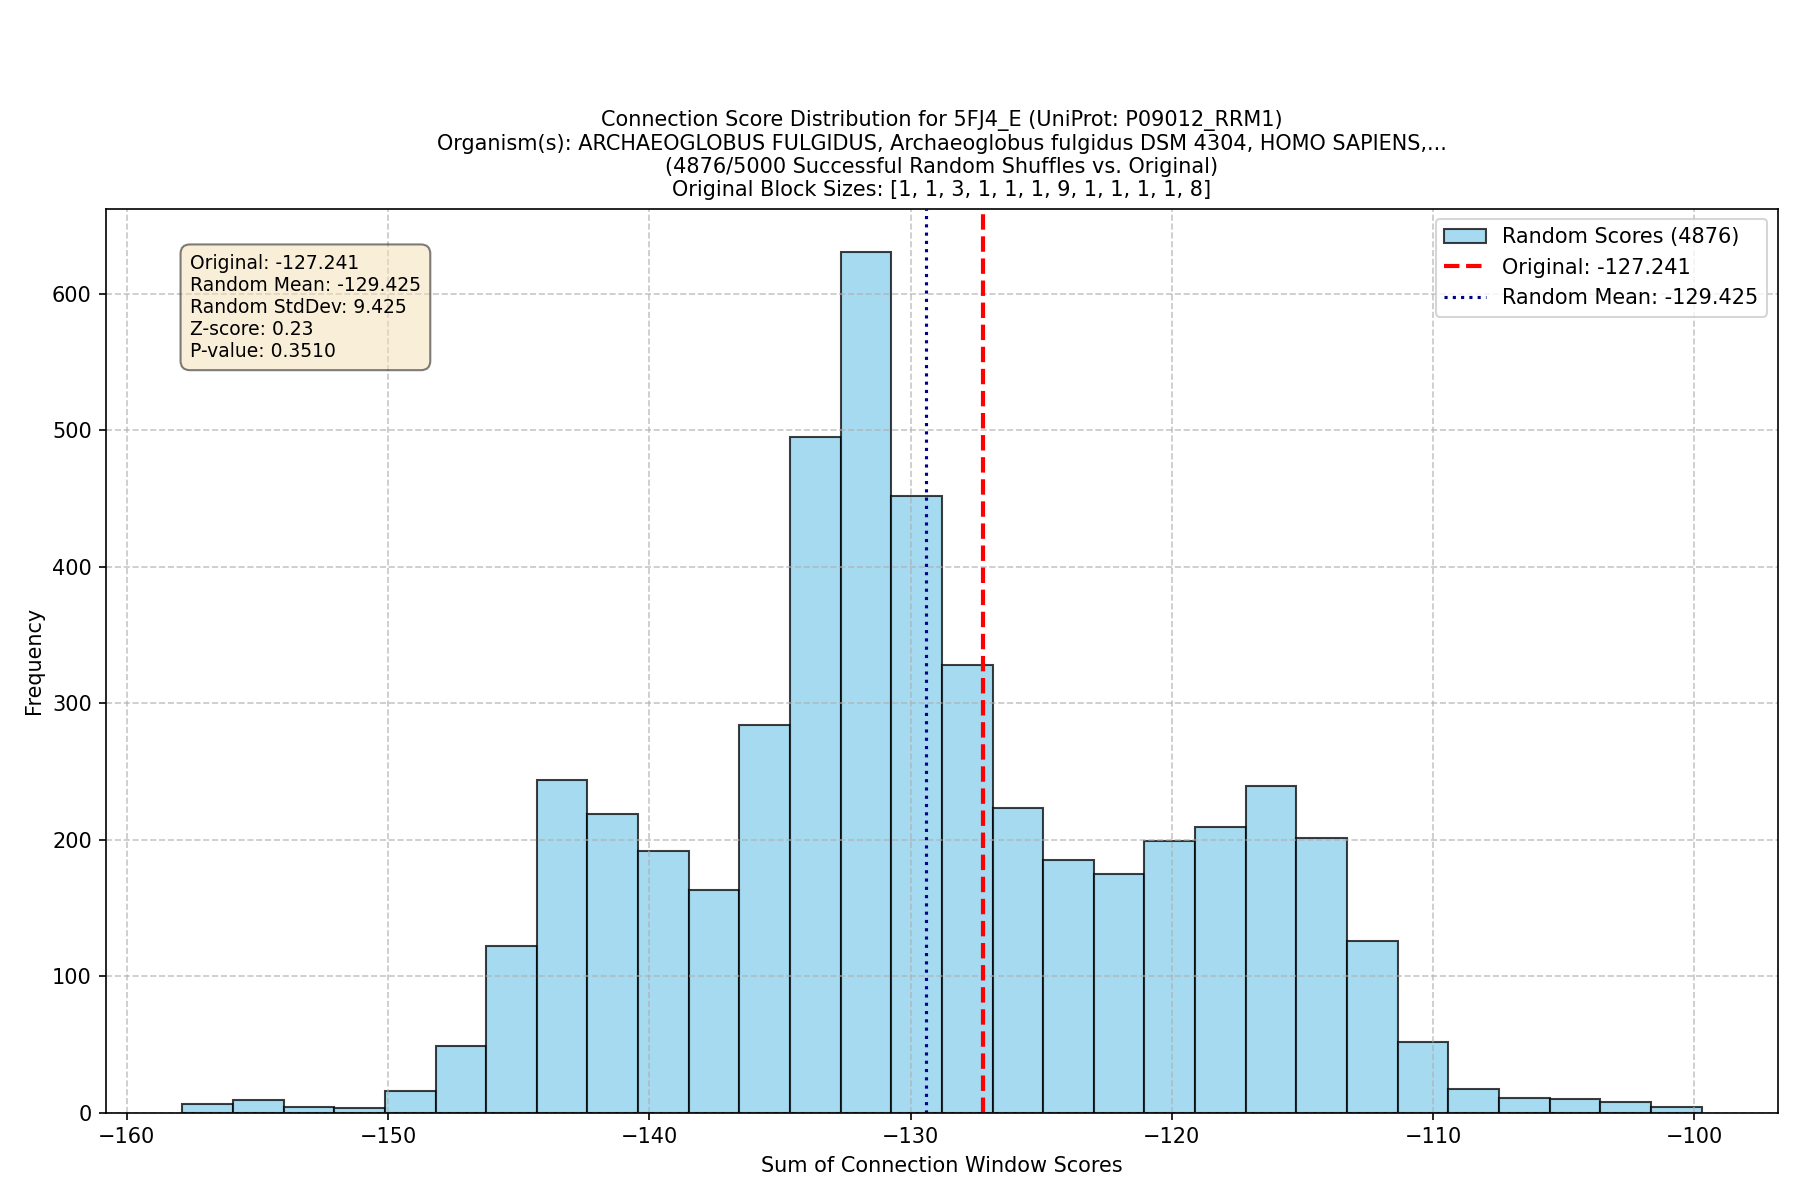 Connection Score Distribution for 5FJ4_E (UniProt: P09012_RRM1)
Organism(s): ARCHAEOGLOBUS FULGIDUS, Archaeoglobus fulgidus DSM 4304, HOMO SAPIENS,...
(4876/5000 Successful Random Shuffles vs. Original)
Original Block Sizes: [1, 1, 3, 1, 1, 1, 9, 1, 1, 1, 1, 8]
Original: -127.241
Random Mean: -129.425
Random StdDev: 9.425
Z-score: 0.23
P-value: 0.3510
Random Scores (4876)
Original: -127.241
Random Mean: -129.425
Frequency
600
500
400
300
200
100
0
−160
−150
−140
−130
−120
−110
−100
Sum of Connection Window Scores